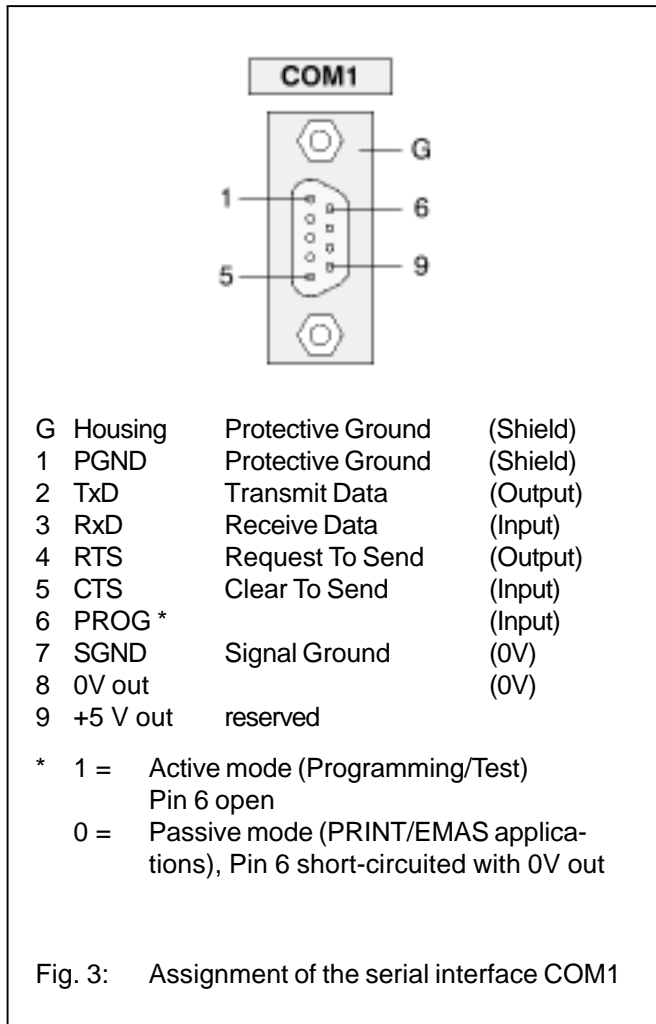 COM1
G
1
6
9
5
G Housing Protective Ground (Shield)
1 PGND Protective Ground (Shield)
2 TxD Transmit Data (Output)
3 RxD Receive Data (Input)
4 RTS Request To Send (Output)
5 CTS Clear To Send (Input)
6 PROG * (Input)
7 SGND Signal Ground (0V)
8 0V out (0V)
9 +5 V out reserved
* 1 = Active mode (Programming/Test)
Pin 6 open
0 = Passive mode (PRINT/EMAS applica-
tions), Pin 6 short-circuited with 0V out
Fig. 3: Assignment of the serial interface COM1